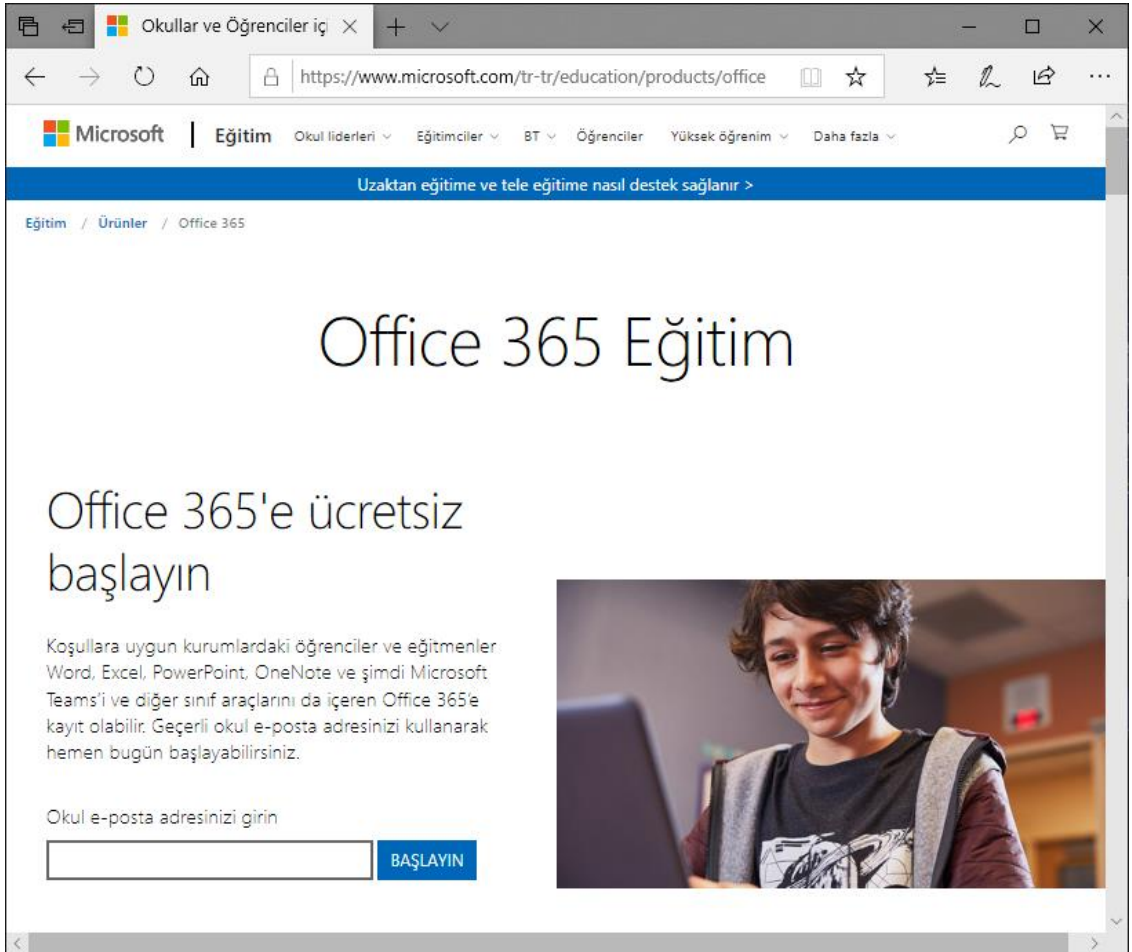 Okullar ve Öğrenciler içi
https://www.microsoft.com/tr-tr/education/products/office
Microsoft | Eğitim Okul liderleri Eğitimciler BT Öğrenciler Yüksek öğrenim Daha fazla
Uzaktan eğitime ve tele eğitime nasıl destek sağlanır >
Eğitim / Ürünler / Office 365
Office 365 Eğitim
Office 365'e ücretsiz
başlayın
Koşullara uygun kurumlardaki öğrenciler ve eğitmenler
Word, Excel, PowerPoint, OneNote ve şimdi Microsoft
Teams'i ve diğer sınıf araçlarını da içeren Office 365'e
kayıt olabilir. Geçerli okul e-posta adresinizi kullanarak
hemen bugün başlayabilirsiniz.
Okul e-posta adresinizi girin
BAŞLAYIN